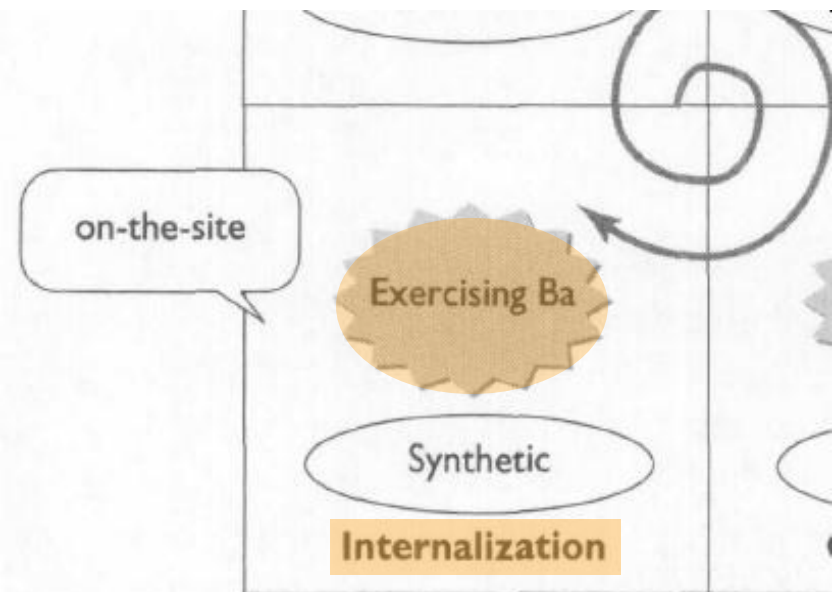 on-the-site
Exercising Ba
Synthetic
Internalization